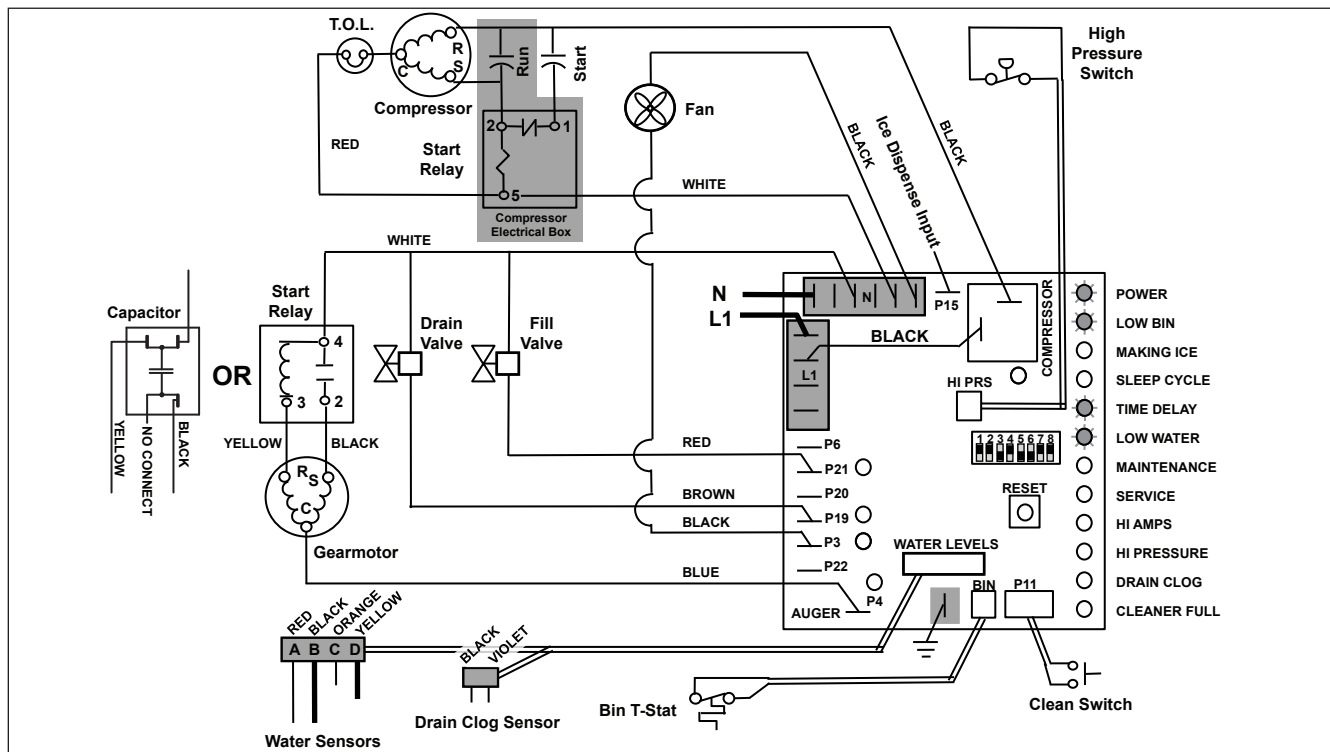 T.O.L.
R
S
C
Compressor
Run
Start
2
1
5
Start
Relay
Compressor
Electrical Box
RED
WHITE
Fan
BLACK
Ice Dispense Input
BLACK
High
Pressure
Switch
WHITE
Capacitor
YELLOW
NO CONNECT
BLACK
OR
Start
Relay
4
3
2
YELLOW
BLACK
R
S
C
Gearmotor
Drain
Valve
Fill
Valve
N
L1
N
P15
L1
BLACK
COMPRESSOR
HI PRS
1 2 3 4 5 6 7 8
RESET
RED
P6
P21
P20
BROWN
P19
BLACK
P3
P22
BLUE
P4
AUGER
WATER LEVELS
BIN
P11
POWER
LOW BIN
MAKING ICE
SLEEP CYCLE
TIME DELAY
LOW WATER
MAINTENANCE
SERVICE
HI AMPS
HI PRESSURE
DRAIN CLOG
CLEANER FULL
RED
BLACK
ORANGE
YELLOW
A B C D
Water Sensors
BLACK
VIOLET
Drain Clog Sensor
Bin T-Stat
Clean Switch